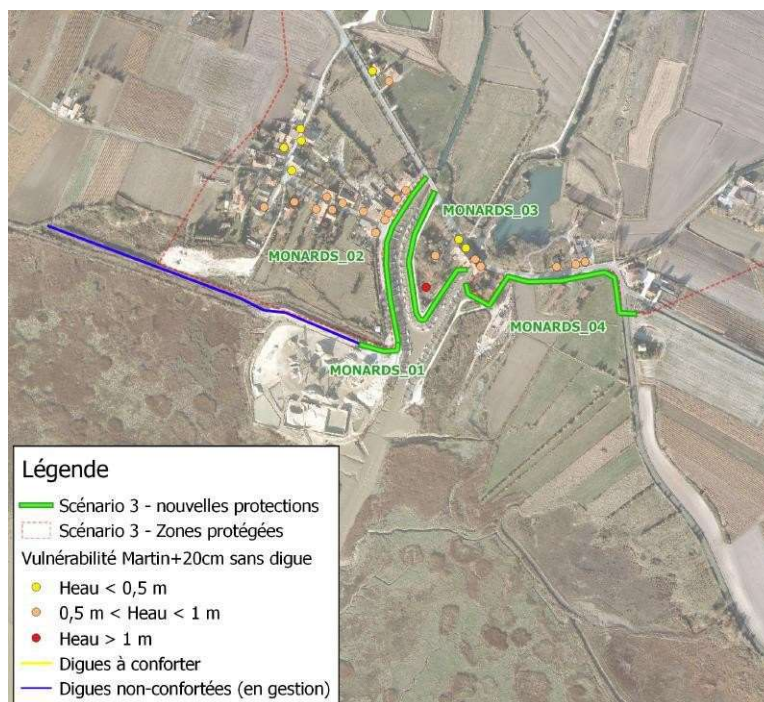 MONARDS_03
MONARDS_02
MONARDS_04
MONARDS_01
Légende
Scénario 3 - nouvelles protections
Scénario 3 - Zones protégées
Vulnérabilité Martin+20cm sans digue
Heau < 0,5 m
0,5 m < Heau < 1 m
Heau > 1 m
Digues à conforter
Digues non-confortées (en gestion)